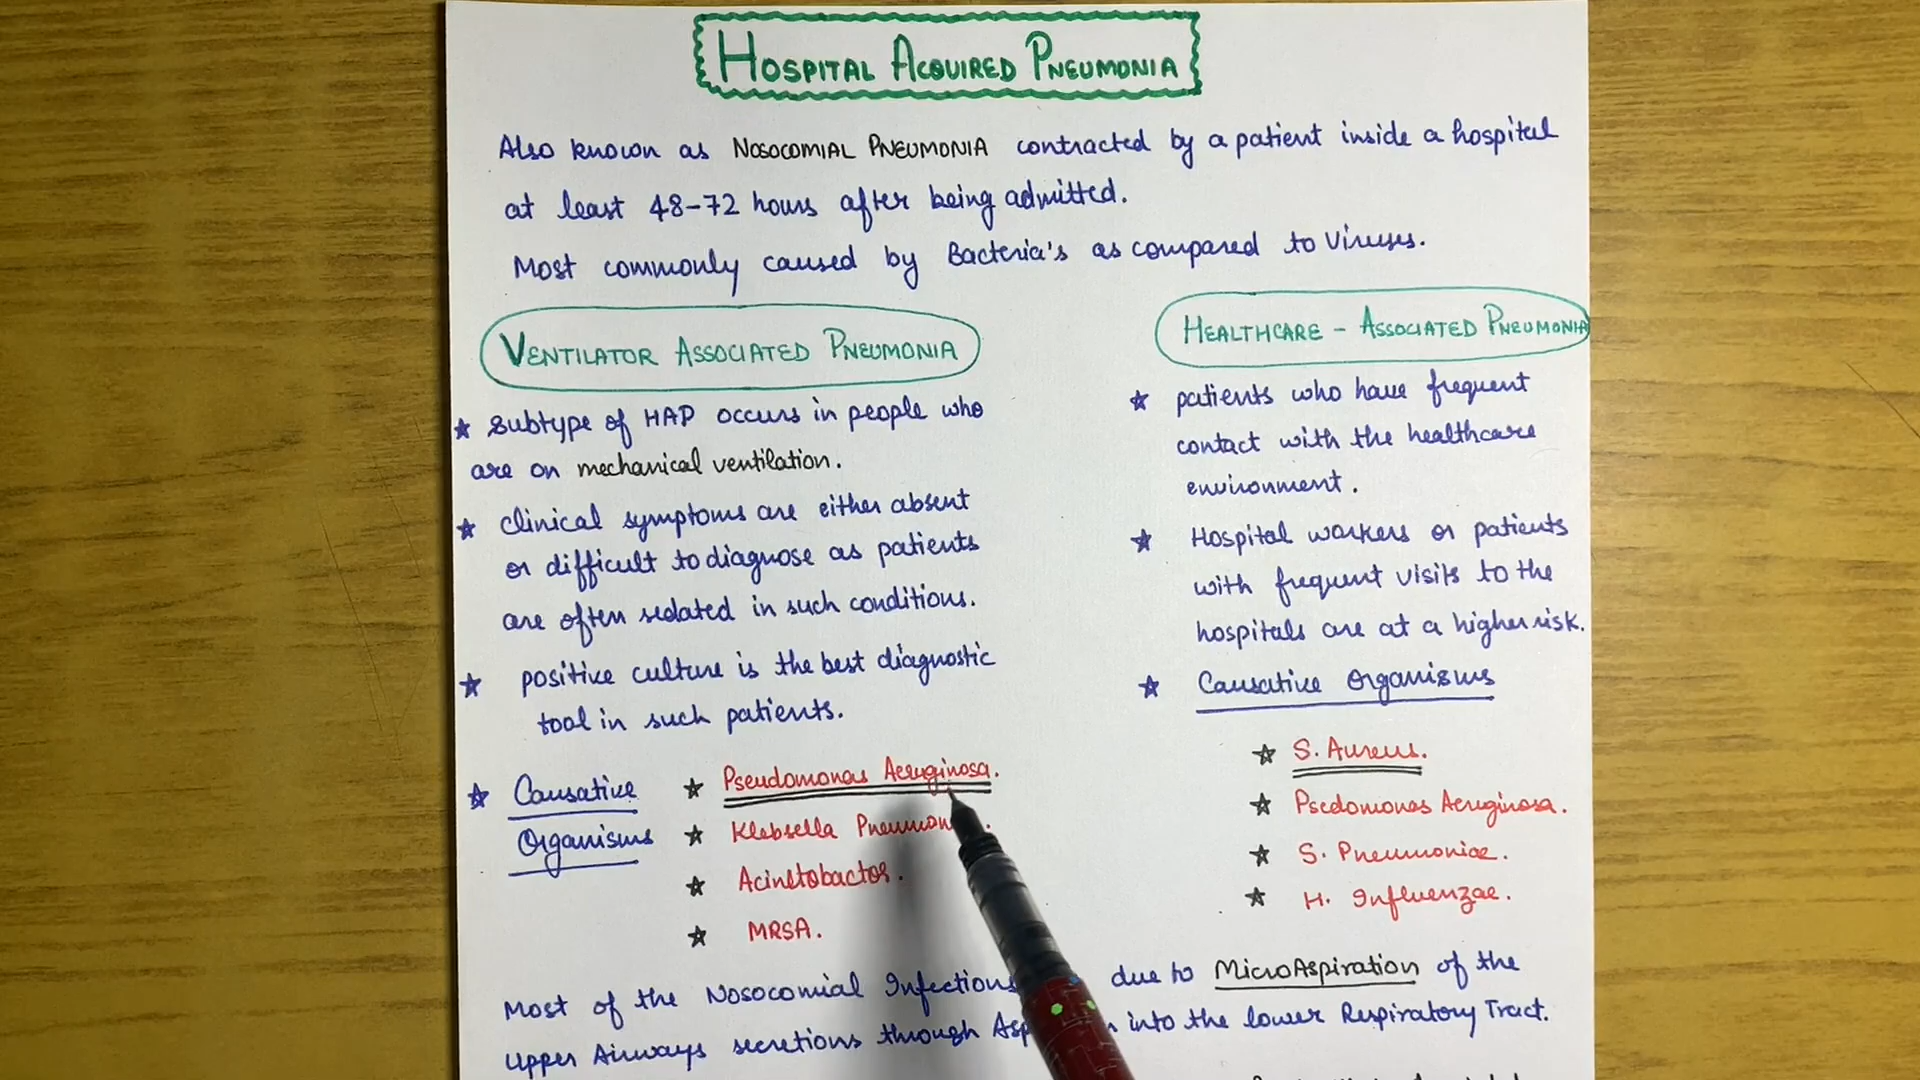 HOSPITAL ACQUIRED PNEUMONIA
Also known as NOSOCOMIAL PNEUMONIA contracted by a patient inside a hospital
at least 48-72 hours after being admitted.
Most commonly caused by Bacteria's as compared to Viruses.
VENTILATOR ASSOCIATED PNEUMONIA
★ subtype of HAP occurs in people who
are on mechanical ventilation.
★ clinical symptoms are either absent
or difficult to diagnose as patients
are often sedated in such conditions.
★ positive culture is the best diagnostic
tool in such patients.
★ Causative
Organisms
★ Pseudomonas Aeruginosa.
★ Klebsella
★ Acinetobactor.
★ MRSA.
HEALTHCARE - ASSOCIATED PNEUMONIA
★ patients who have frequent
contact with the healthcare
environment.
★ Hospital workers or patients
with frequent visits to the
hospitals are at a higher risk.
★ Causative Organisms
★ S. Aureus.
★ Psedomonas Aeruginosa.
★ S. Pneumoniae.
★ H. Influenzae.
Most of the Nosocomial Infections due to MicroAspiration of the
Upper Airways secretions through into the lower Respiratory Tract.